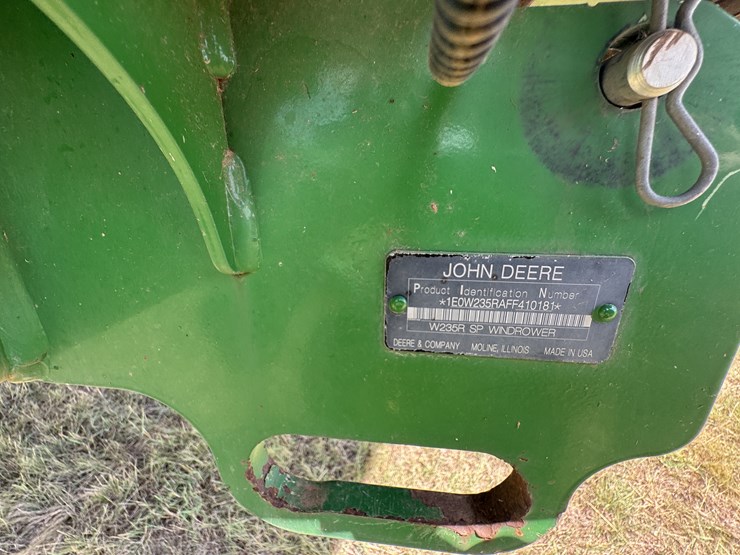 JOHN DEERE
Product Identification Number
*1E0W235RAFF410181*
W235R SP WINDROWER
DEERE & COMPANY MOLINE, ILLINOIS MADE IN USA